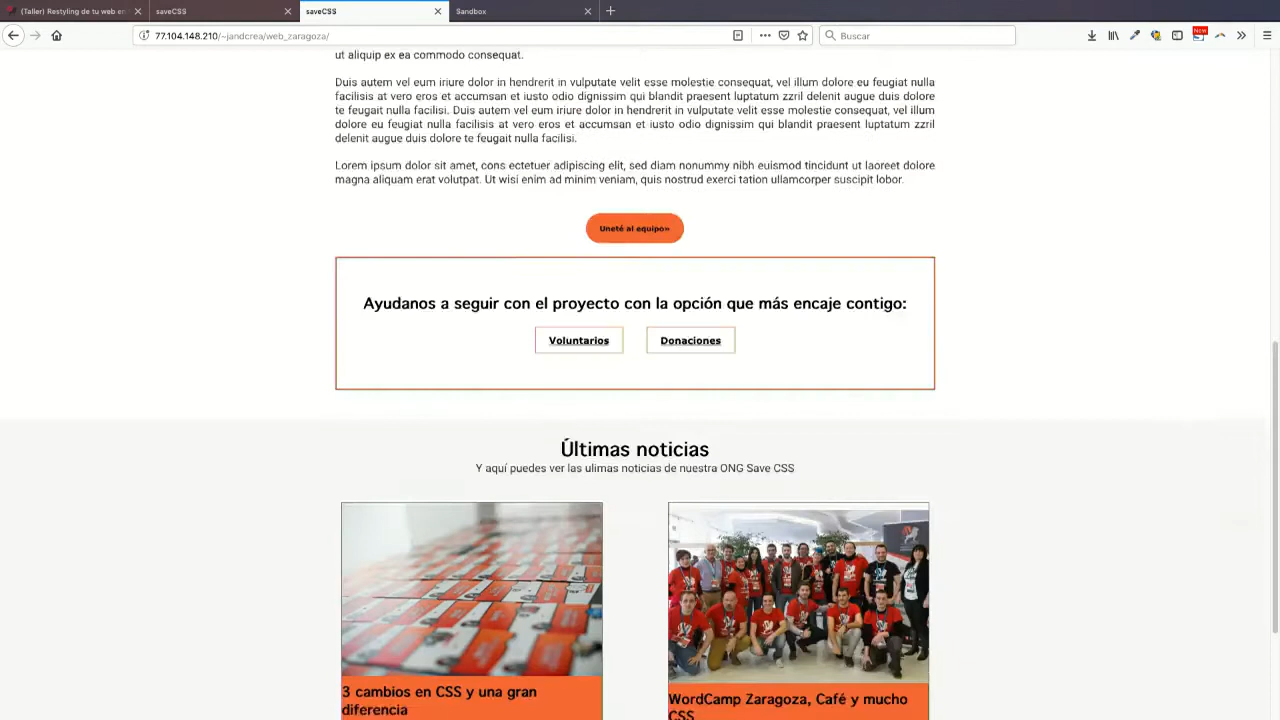 (Taller) Restyling de tu web en
saveCSS
saveCSS
Sandbox
77.104.148.210/~jandcrea/web_zaragoza/
Buscar
New
ut aliquip ex ea commodo consequat.
Duis autem vel eum iriure dolor in hendrerit in vulputate velit esse molestie consequat, vel illum dolore eu feugiat nulla
facilisis at vero eros et accumsan et iusto odio dignissim qui blandit praesent luptatum zzril delenit augue duis dolore
te feugait nulla facilisi. Duis autem vel eum iriure dolor in hendrerit in vulputate velit esse molestie consequat, vel illum
dolore eu feugiat nulla facilisis at vero eros et accumsan et iusto odio dignissim qui blandit praesent luptatum zzril
delenit augue duis dolore te feugait nulla facilisi.
Lorem ipsum dolor sit amet, cons ectetuer adipiscing elit, sed diam nonummy nibh euismod tincidunt ut laoreet dolore
magna aliquam erat volutpat. Ut wisi enim ad minim veniam, quis nostrud exerci tation ullamcorper suscipit lobor.
Uneté al equipo»
Ayudanos a seguir con el proyecto con la opción que más encaje contigo:
Voluntarios
Donaciones
Últimas noticias
Y aquí puedes ver las ulimas noticias de nuestra ONG Save CSS
3 cambios en CSS y una gran
diferencia
WordCamp Zaragoza, Café y mucho
CSS